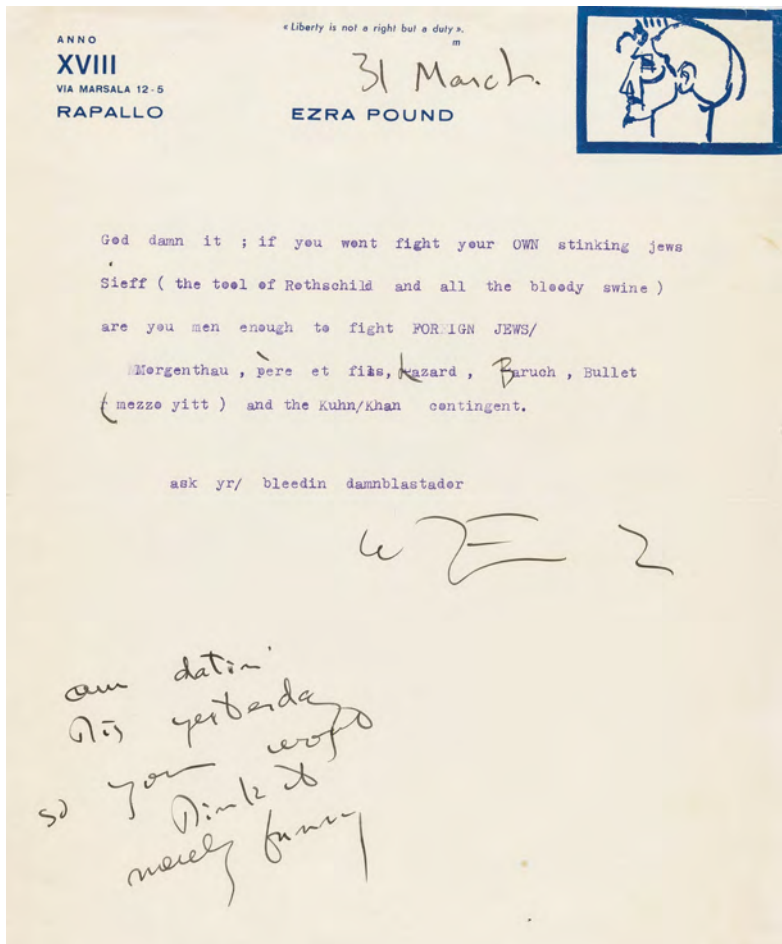 « Liberty is not a right but a duty ».
m
ANNO
XVIII
VIA MARSALA 12-5
RAPALLO
31 March.
EZRA POUND
God damn it ; if you wont fight your OWN stinking jews
Sieff ( the tool of Rothschild and all the bloody swine )
are you men enough to fight FOREIGN JEWS/
Morgenthau , père et fils, Lazard , Baruch , Bullet
( mezzo yitt ) and the Kuhn/Khan contingent.
ask yr/ bleedin damnblastador
am datin'
this yesterday
so you wont
think it
merely funny